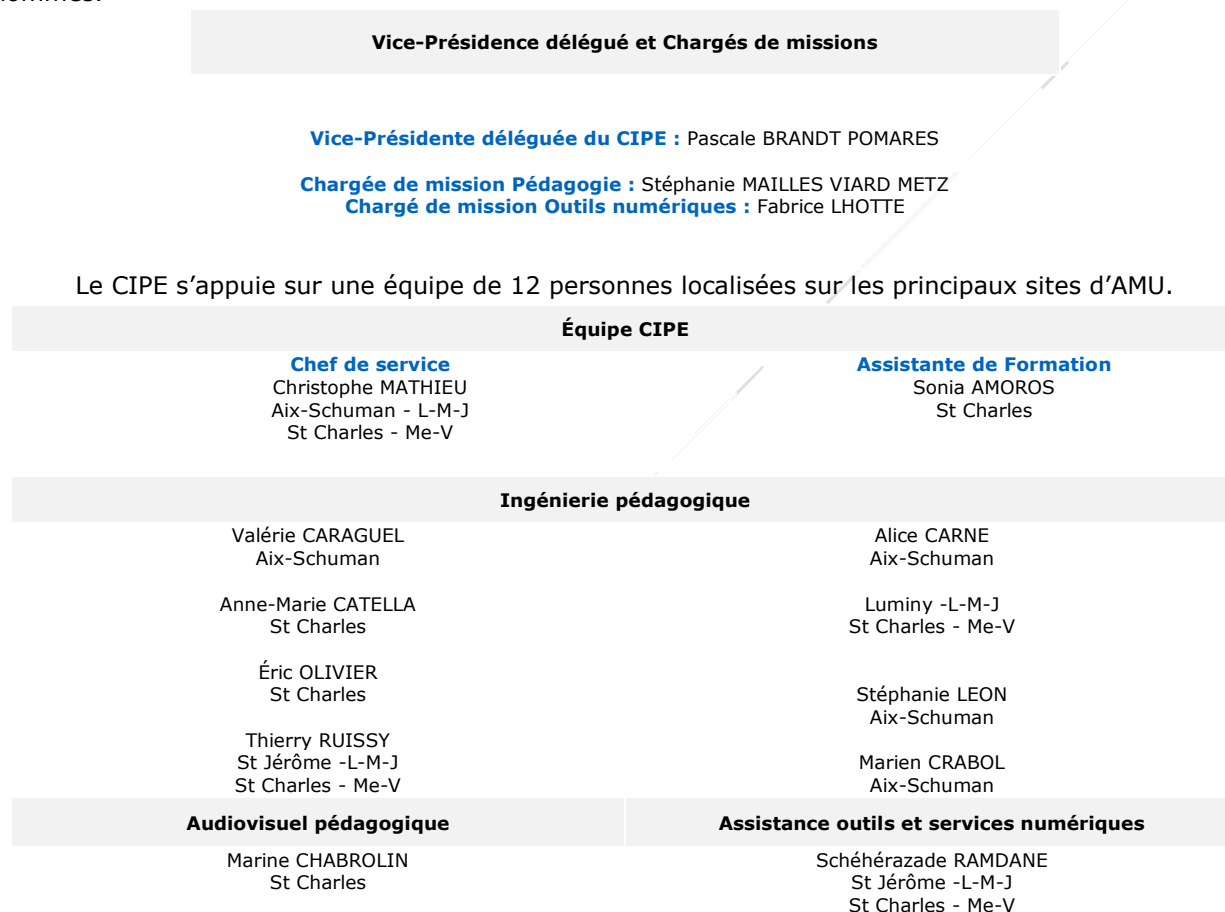 Vice-Présidence délégué et Chargés de missions
Vice-Présidente déléguée du CIPE : Pascale BRANDT POMARES
Chargée de mission Pédagogie : Stéphanie MAILLES VIARD METZ
Chargé de mission Outils numériques : Fabrice LHOTTE
Le CIPE s’appuie sur une équipe de 12 personnes localisées sur les principaux sites d’AMU.
Équipe CIPE
Chef de service
Christophe MATHIEU
Aix-Schuman - L-M-J
St Charles - Me-V
Assistante de Formation
Sonia AMOROS
St Charles
Ingénierie pédagogique
Valérie CARAGUEL
Aix-Schuman
Anne-Marie CATELLA
St Charles
Éric OLIVIER
St Charles
Thierry RUISSY
St Jérôme -L-M-J
St Charles - Me-V
Alice CARNE
Aix-Schuman
Luminy -L-M-J
St Charles - Me-V
Stéphanie LEON
Aix-Schuman
Marien CRABOL
Aix-Schuman
Audiovisuel pédagogique
Marine CHABROLIN
St Charles
Assistance outils et services numériques
Schéhérazade RAMDANE
St Jérôme -L-M-J
St Charles - Me-V